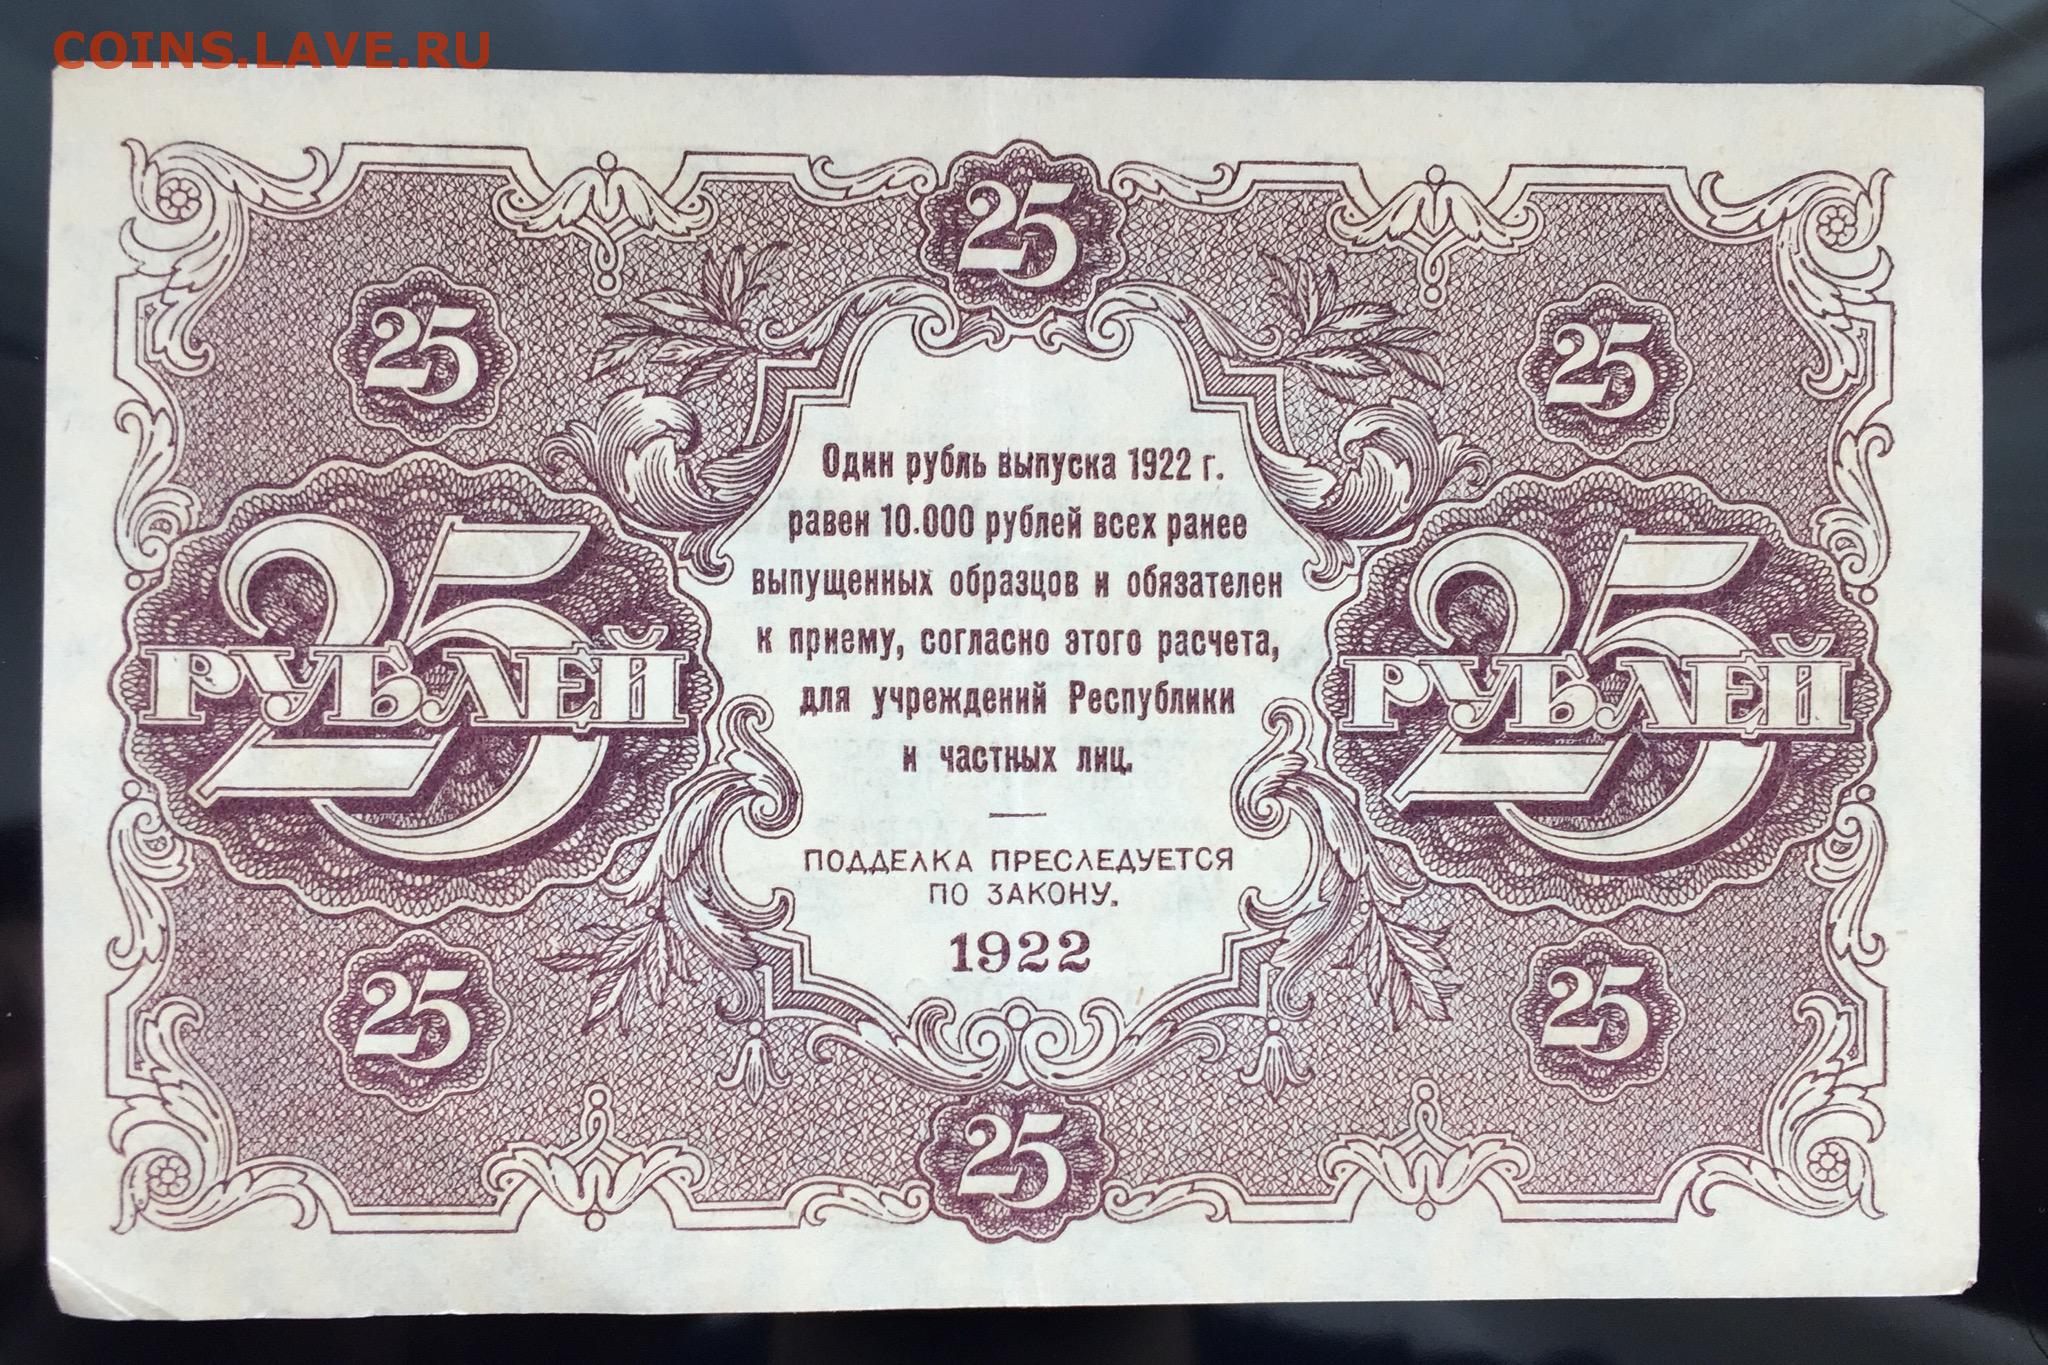 COINS.LAVE.RU
25
25
25
Один рубль выпуска 1922 г.
равен 10.000 рублей всех ранее
выпущенных образцов и обязателен
к приему, согласно этого расчета,
для учреждений Республики
и частных лиц.
25
РУБЛЕЙ
25
РУБЛЕЙ
ПОДДЕЛКА ПРЕСЛЕДУЕТСЯ
ПО ЗАКОНУ.
1922
25
25
25